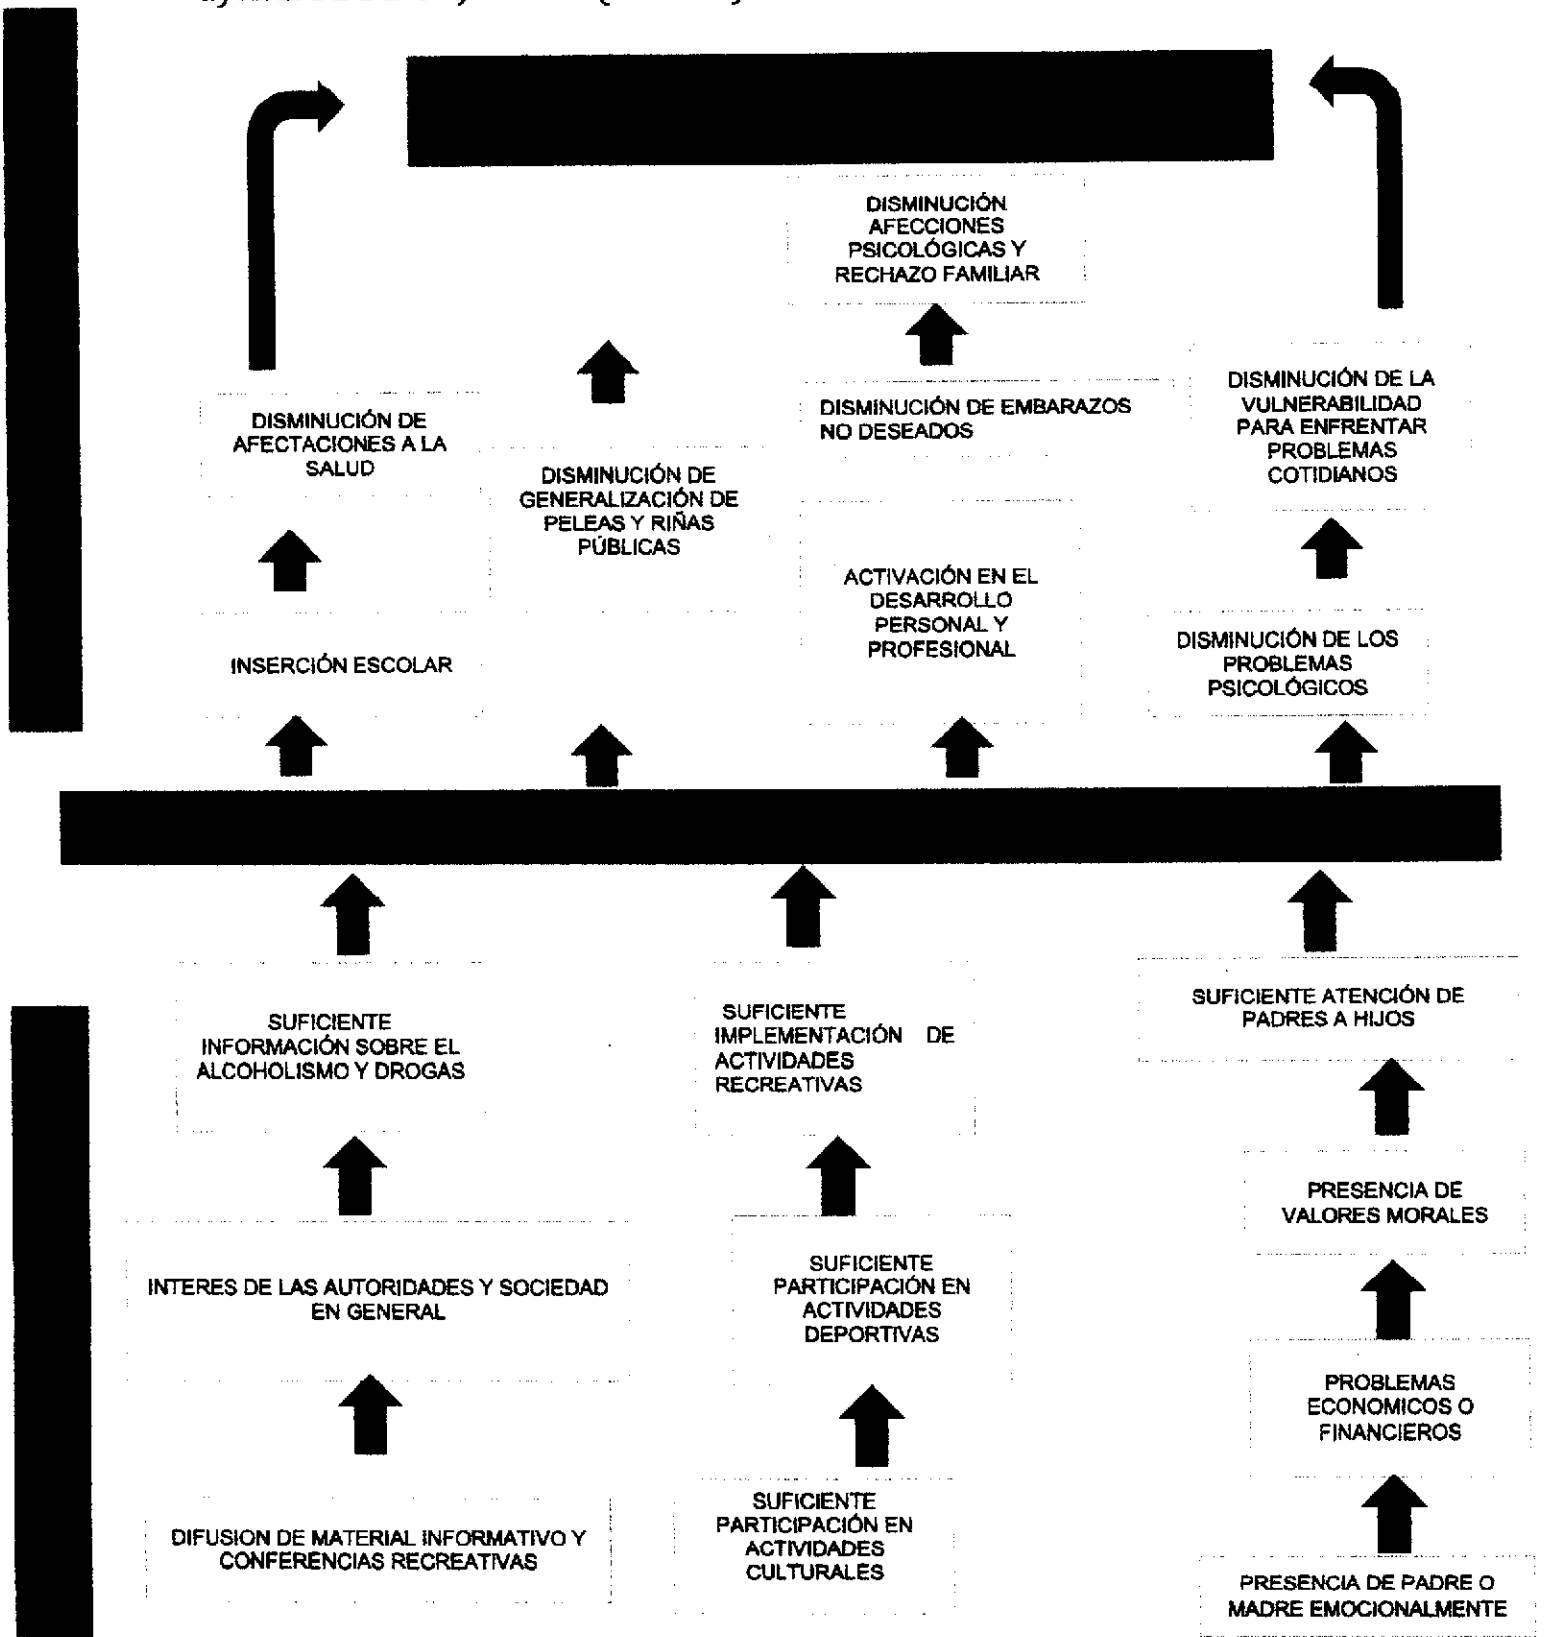 DISMINUCIÓN
AFECCIONES
PSICOLÓGICAS Y
RECHAZO FAMILIAR
DISMINUCIÓN DE
AFECTACIONES A LA
SALUD
DISMINUCIÓN DE
GENERALIZACIÓN DE
PELEAS Y RIÑAS
PÚBLICAS
DISMINUCIÓN DE EMBARAZOS
NO DESEADOS
DISMINUCIÓN DE LA
VULNERABILIDAD
PARA ENFRENTAR
PROBLEMAS
COTIDIANOS
INSERCIÓN ESCOLAR
ACTIVACIÓN EN EL
DESARROLLO
PERSONAL Y
PROFESIONAL
DISMINUCIÓN DE LOS
PROBLEMAS
PSICOLÓGICOS
SUFICIENTE
INFORMACIÓN SOBRE EL
ALCOHOLISMO Y DROGAS
SUFICIENTE
IMPLEMENTACIÓN DE
ACTIVIDADES
RECREATIVAS
SUFICIENTE ATENCIÓN DE
PADRES A HIJOS
PRESENCIA DE
VALORES MORALES
INTERES DE LAS AUTORIDADES Y SOCIEDAD
EN GENERAL
SUFICIENTE
PARTICIPACIÓN EN
ACTIVIDADES
DEPORTIVAS
PROBLEMAS
ECONOMICOS O
FINANCIEROS
DIFUSION DE MATERIAL INFORMATIVO Y
CONFERENCIAS RECREATIVAS
SUFICIENTE
PARTICIPACIÓN EN
ACTIVIDADES
CULTURALES
PRESENCIA DE PADRE O
MADRE EMOCIONALMENTE